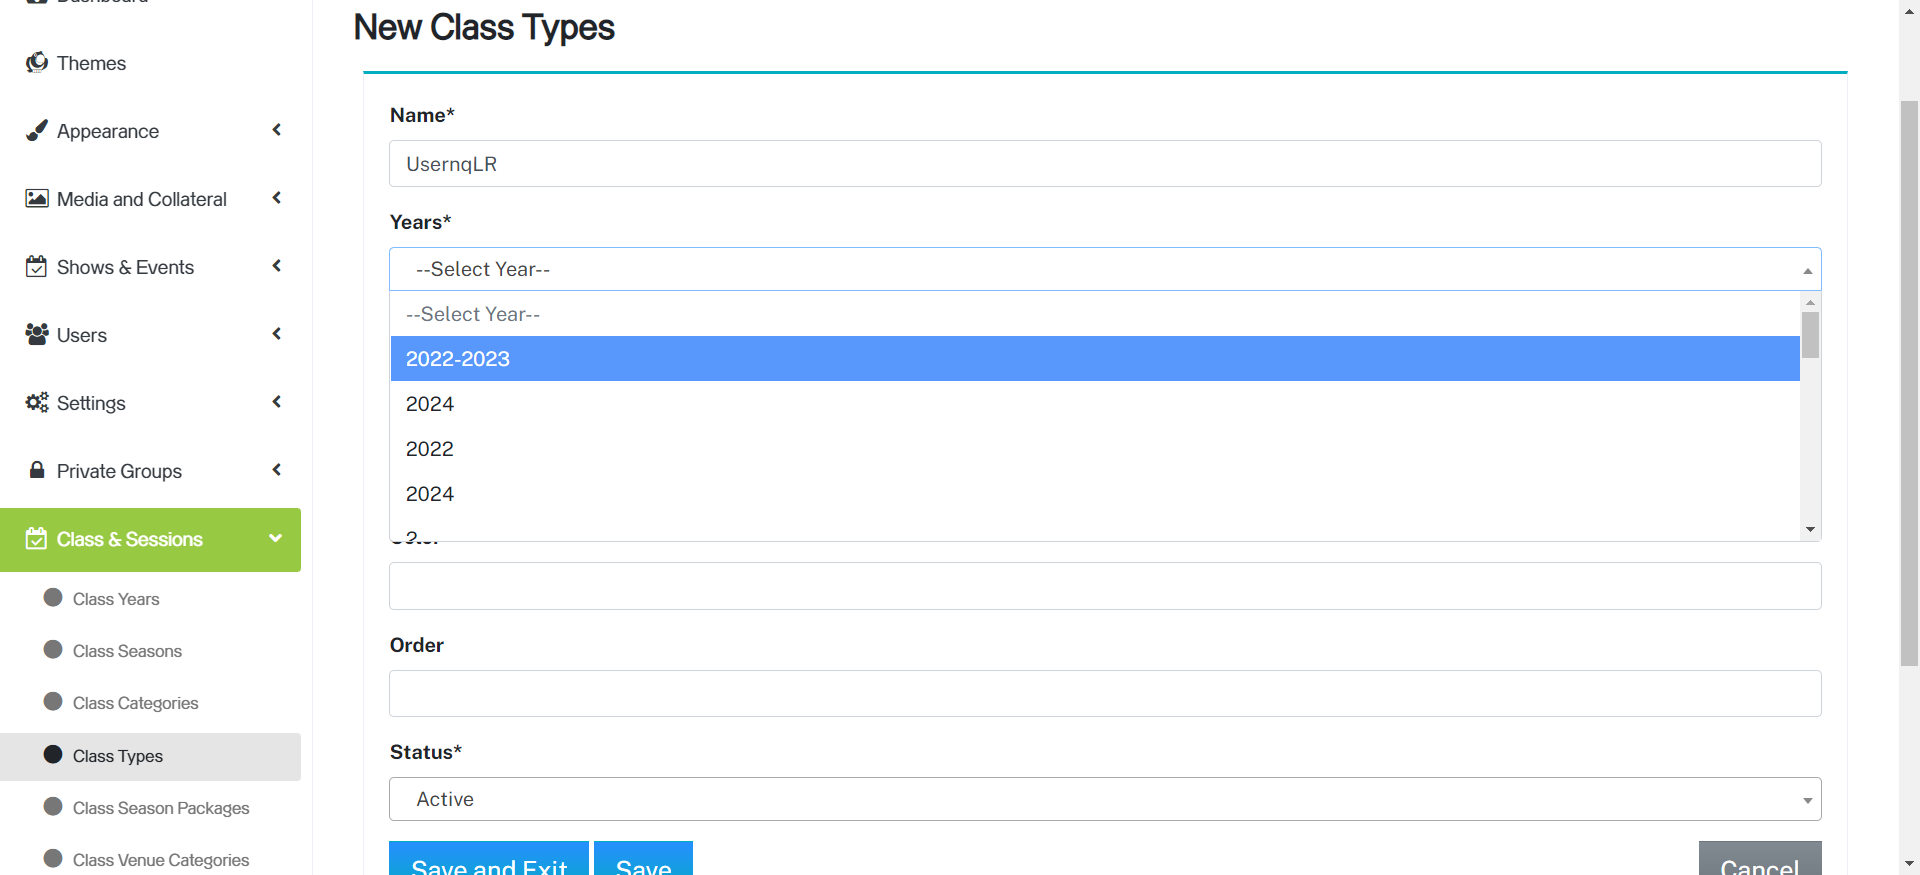 Dashboard
Themes
Appearance
Media and Collateral
Shows & Events
Users
Settings
Private Groups
Class & Sessions
Class Years
Class Seasons
Class Categories
Class Types
Class Season Packages
Class Venue Categories
New Class Types
Name*
UsernqLR
Years*
--Select Year--
--Select Year--
2022-2023
2024
2022
2024
Order
Status*
Active
Save and Exit
Save
Cancel